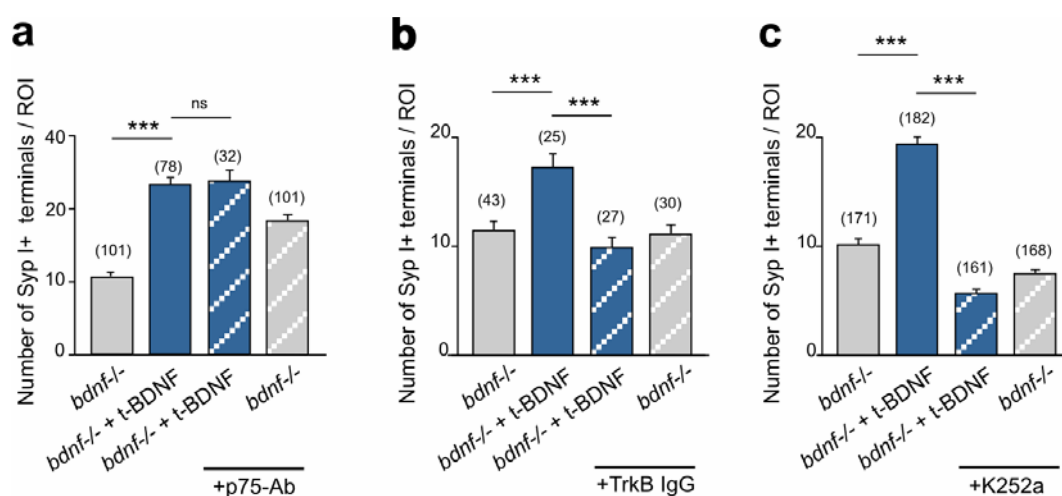 a
Number of Syp I+ terminals / ROI
40
20
10
0
***
ns
(101)
(78)
(32)
(101)
bdnf-/-
bdnf-/- + t-BDNF
bdnf-/- + t-BDNF
bdnf-/-
+p75-Ab
b
Number of Syp I+ terminals / ROI
20
10
0
***
***
(43)
(25)
(27)
(30)
bdnf-/-
bdnf-/- + t-BDNF
bdnf-/- + t-BDNF
bdnf-/-
+TrkB IgG
c
Number of Syp I+ terminals / ROI
20
10
0
***
***
(171)
(182)
(161)
(168)
bdnf-/-
bdnf-/- + t-BDNF
bdnf-/- + t-BDNF
bdnf-/-
+K252a